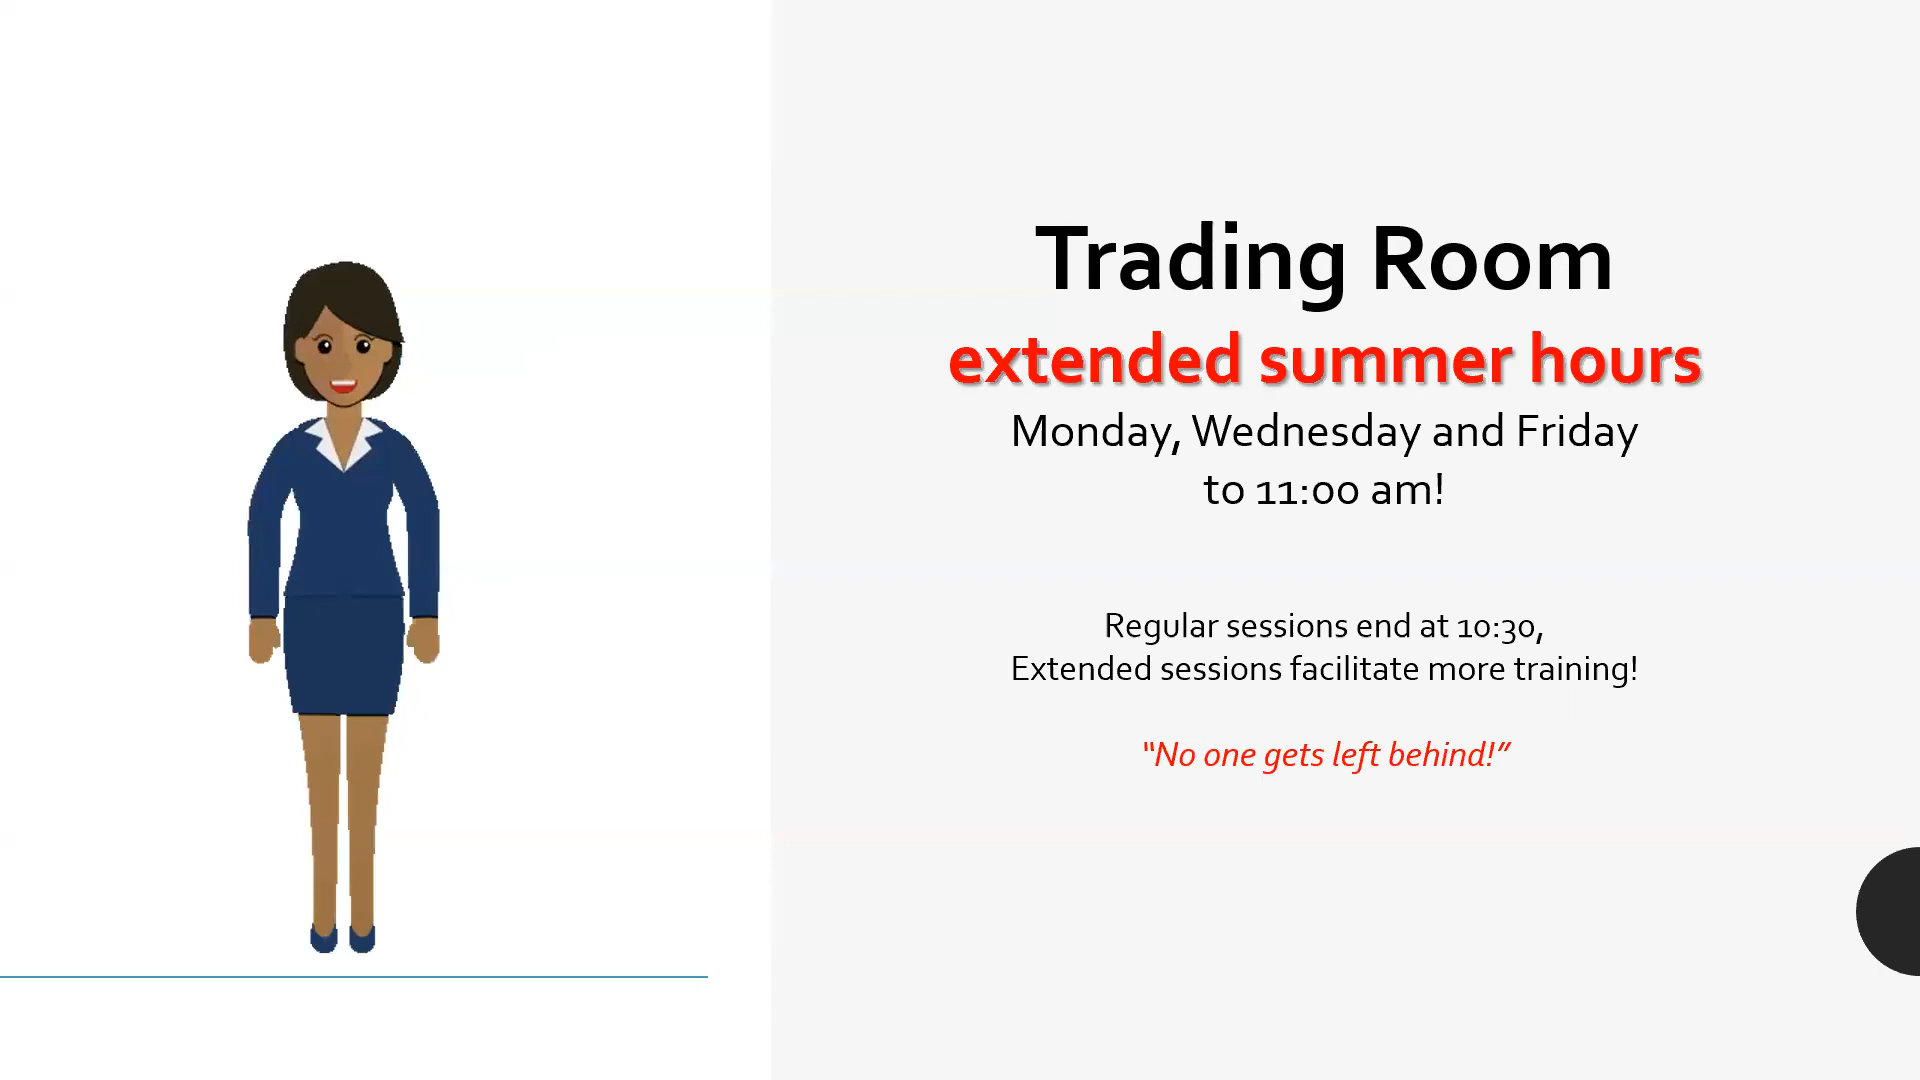 Trading Room
extended summer hours
Monday, Wednesday and Friday
to 11:00 am!
Regular sessions end at 10:30,
Extended sessions facilitate more training!
“No one gets left behind!”